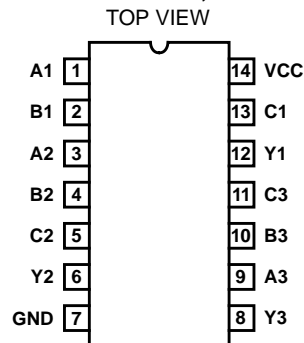 TOP VIEW
A1 1 14 VCC
B1 2 13 C1
A2 3 12 Y1
B2 4 11 C3
C2 5 10 B3
Y2 6 9 A3
GND 7 8 Y3